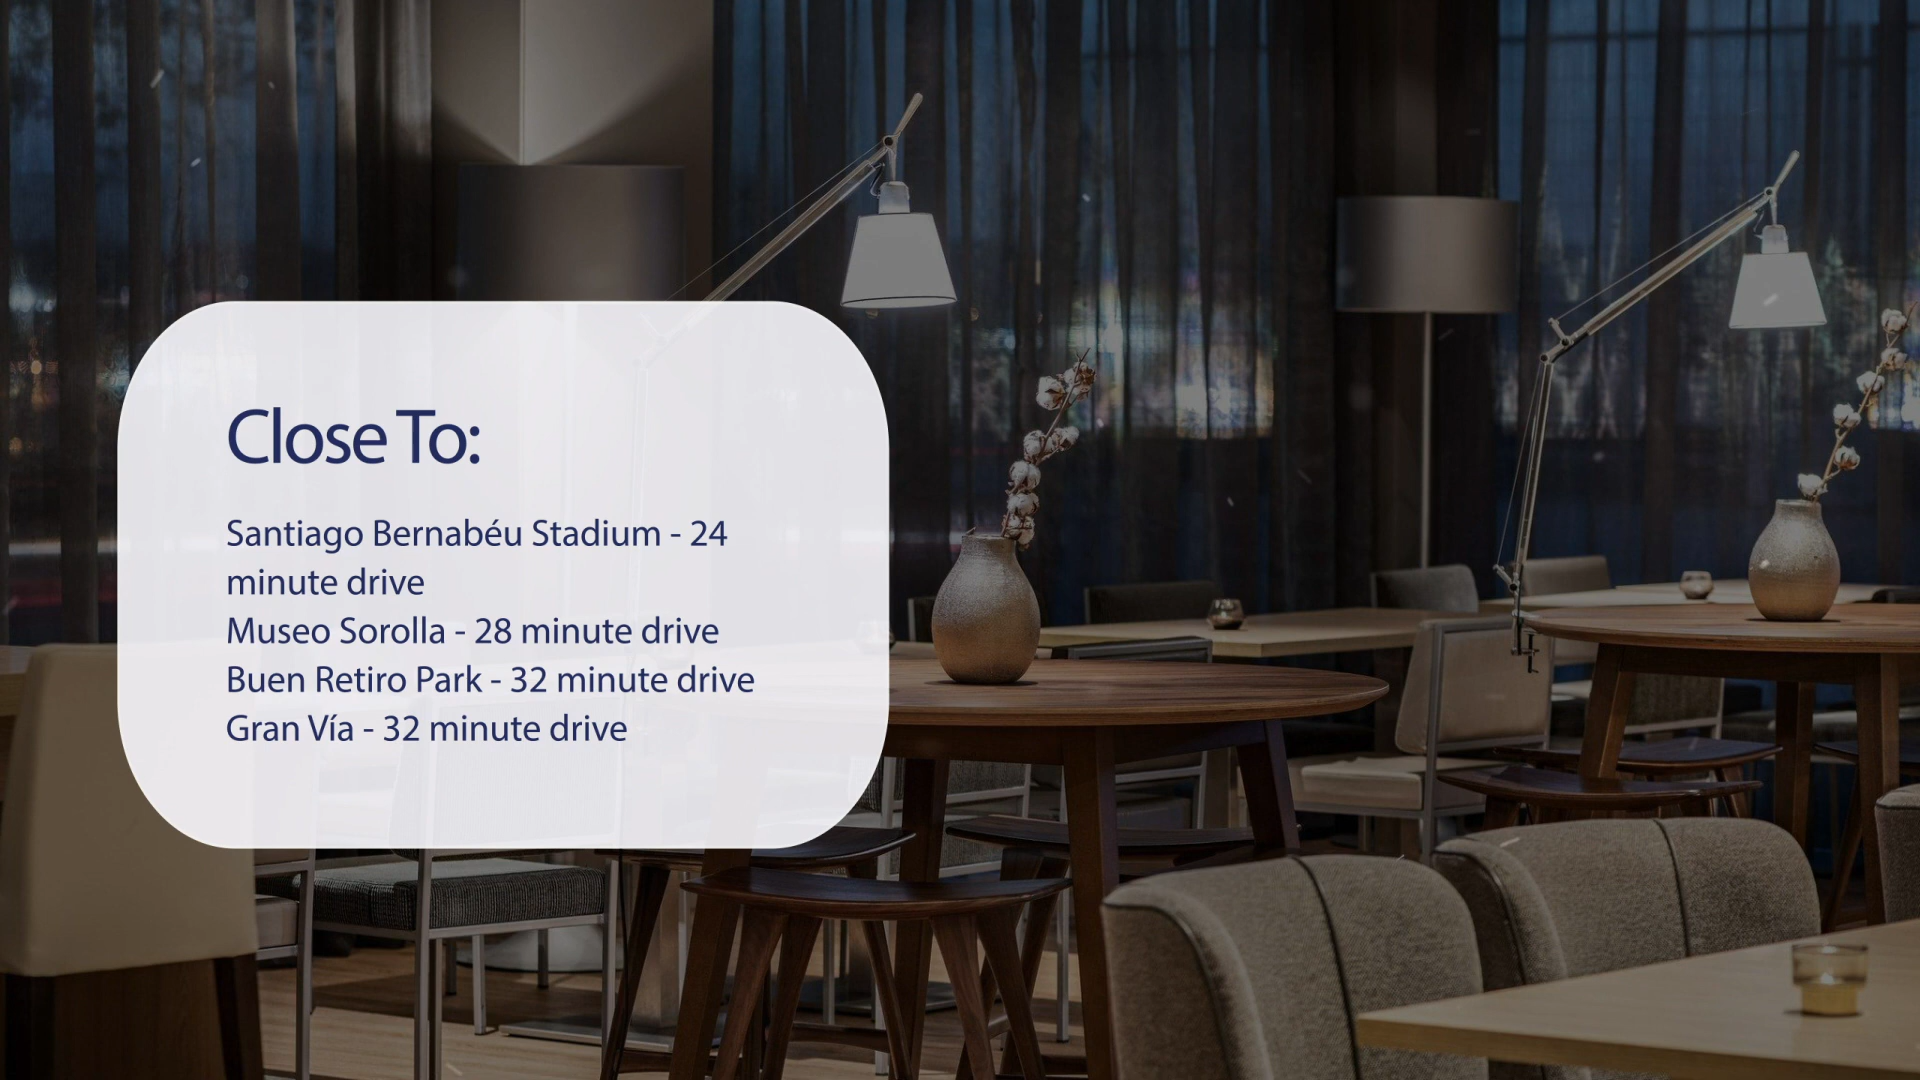 Close To:
Santiago Bernabéu Stadium - 24
minute drive
Museo Sorolla - 28 minute drive
Buen Retiro Park - 32 minute drive
Gran Vía - 32 minute drive